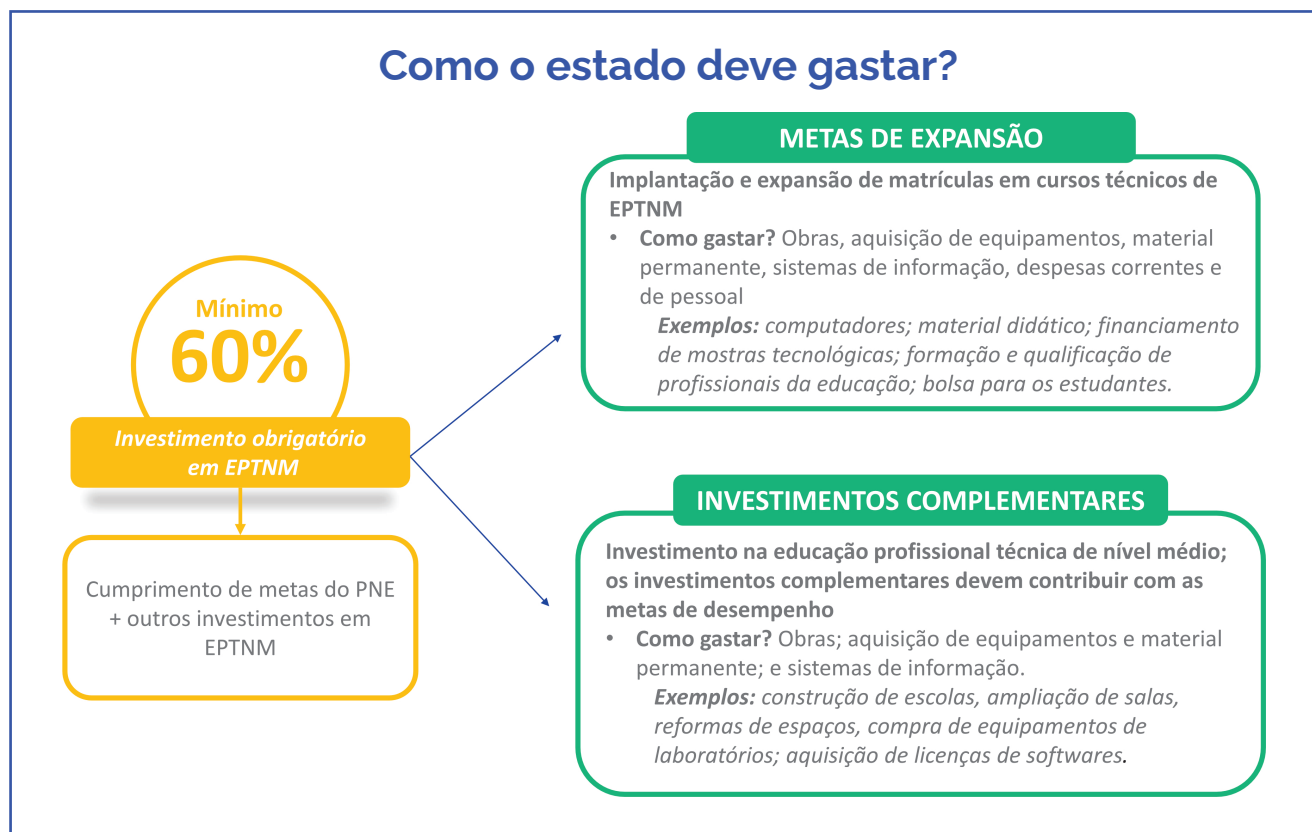 Como o estado deve gastar?
Mínimo
60%
Investimento obrigatório
em EPTNM
Cumprimento de metas do PNE
+ outros investimentos em
EPTNM
METAS DE EXPANSÃO
Implantação e expansão de matrículas em cursos técnicos de
EPTNM
• Como gastar? Obras, aquisição de equipamentos, material
permanente, sistemas de informação, despesas correntes e
de pessoal
Exemplos: computadores; material didático; financiamento
de mostras tecnológicas; formação e qualificação de
profissionais da educação; bolsa para os estudantes.
INVESTIMENTOS COMPLEMENTARES
Investimento na educação profissional técnica de nível médio;
os investimentos complementares devem contribuir com as
metas de desempenho
• Como gastar? Obras; aquisição de equipamentos e material
permanente; e sistemas de informação.
Exemplos: construção de escolas, ampliação de salas,
reformas de espaços, compra de equipamentos de
laboratórios; aquisição de licenças de softwares.